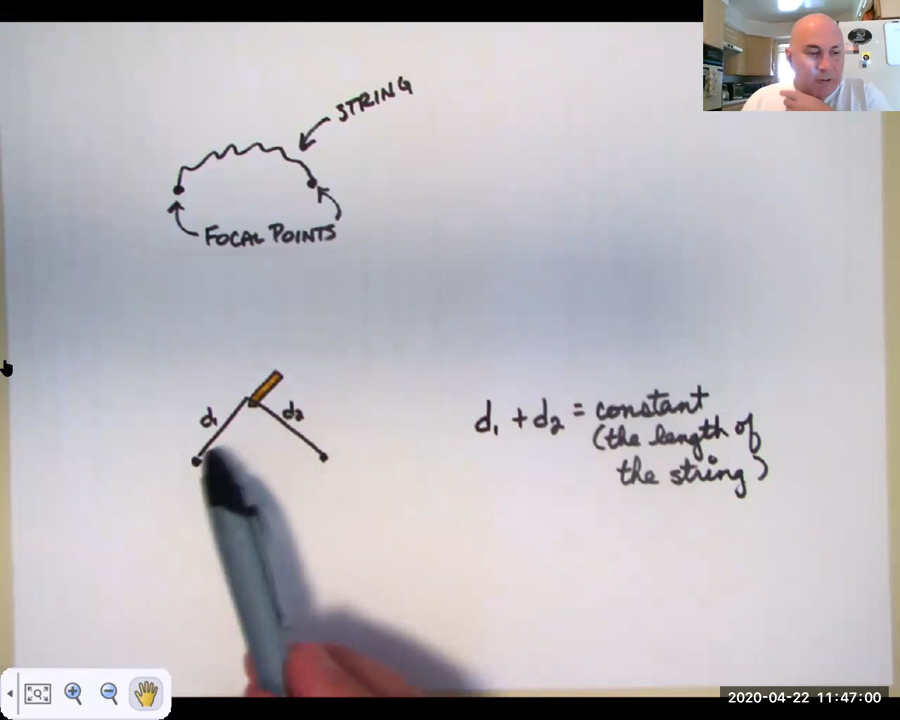 STRING
FOCAL POINTS
d₁
d₂
d₁ + d₂ = constant
(the length of
the string)
2020-04-22 11:47:00